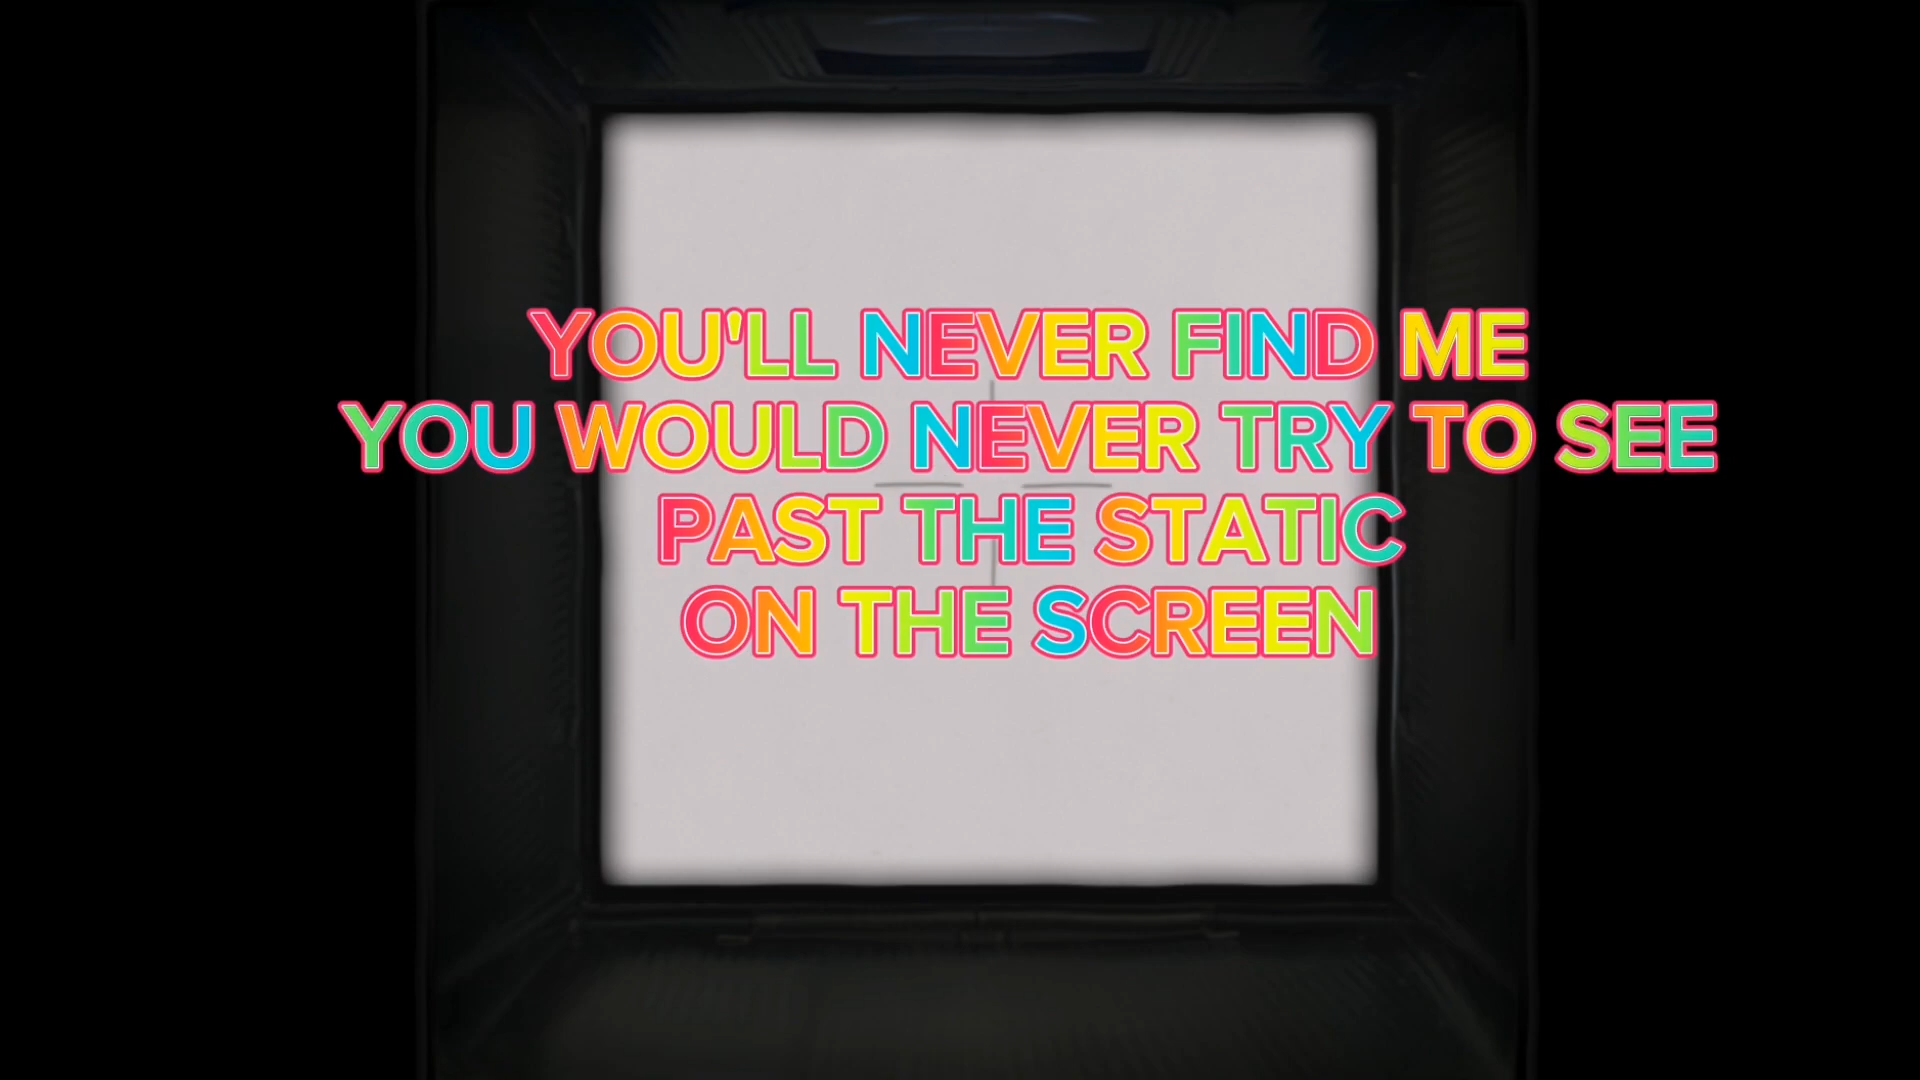 YOU'LL NEVER FIND ME
YOU WOULD NEVER TRY TO SEE
PAST THE STATIC
ON THE SCREEN